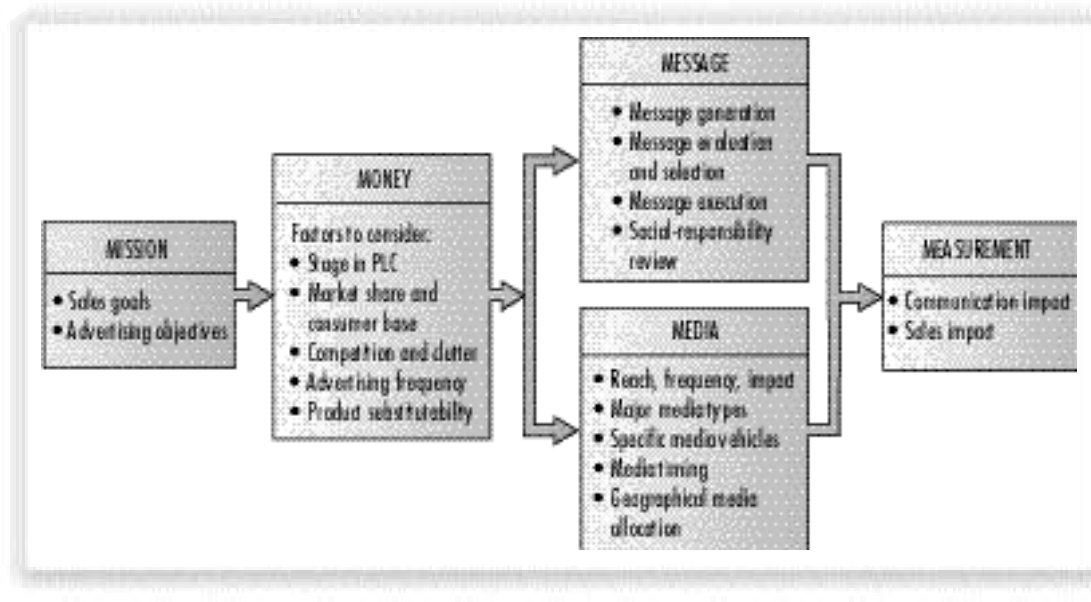 MISSION
• Sales goals
• Advertising objectives
MONEY
Factors to consider:
• Stage in PLC
• Market share and
consumer base
• Competition and clutter
• Advertising frequency
• Product substitutability
MESSAGE
• Message generation
• Message evaluation
and selection
• Message execution
• Social-responsibility
review
MEDIA
• Reach, frequency, impact
• Major media types
• Specific media vehicles
• Media timing
• Geographical media
allocation
MEASUREMENT
• Communication impact
• Sales impact